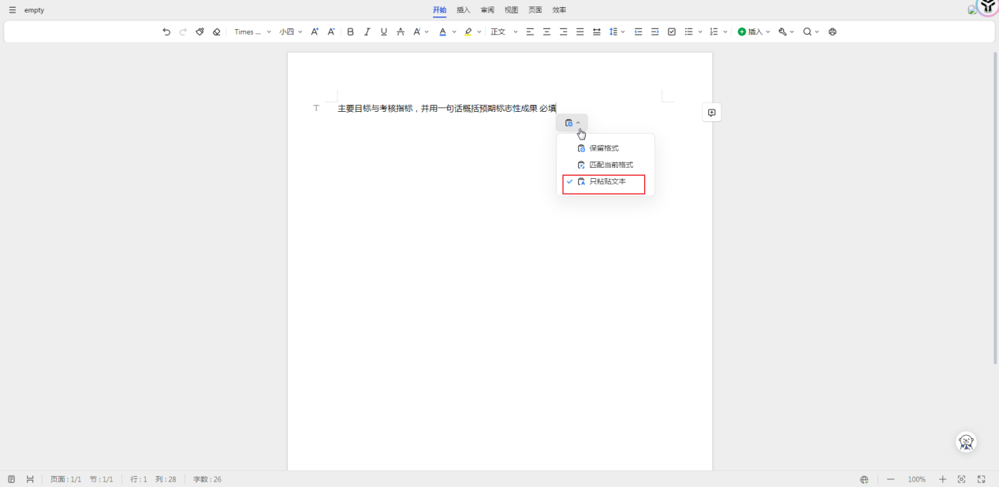 empty
开始 插入 审阅 视图 页面 效率
Times ... 小四 正文 插入
主要目标与考核指标，并用一句话概括预期标志性成果 必填
保留格式
匹配当前格式
只粘贴文本
页面 : 1/1 节 : 1/1 行 : 1 列 : 28 字数 : 26 100%